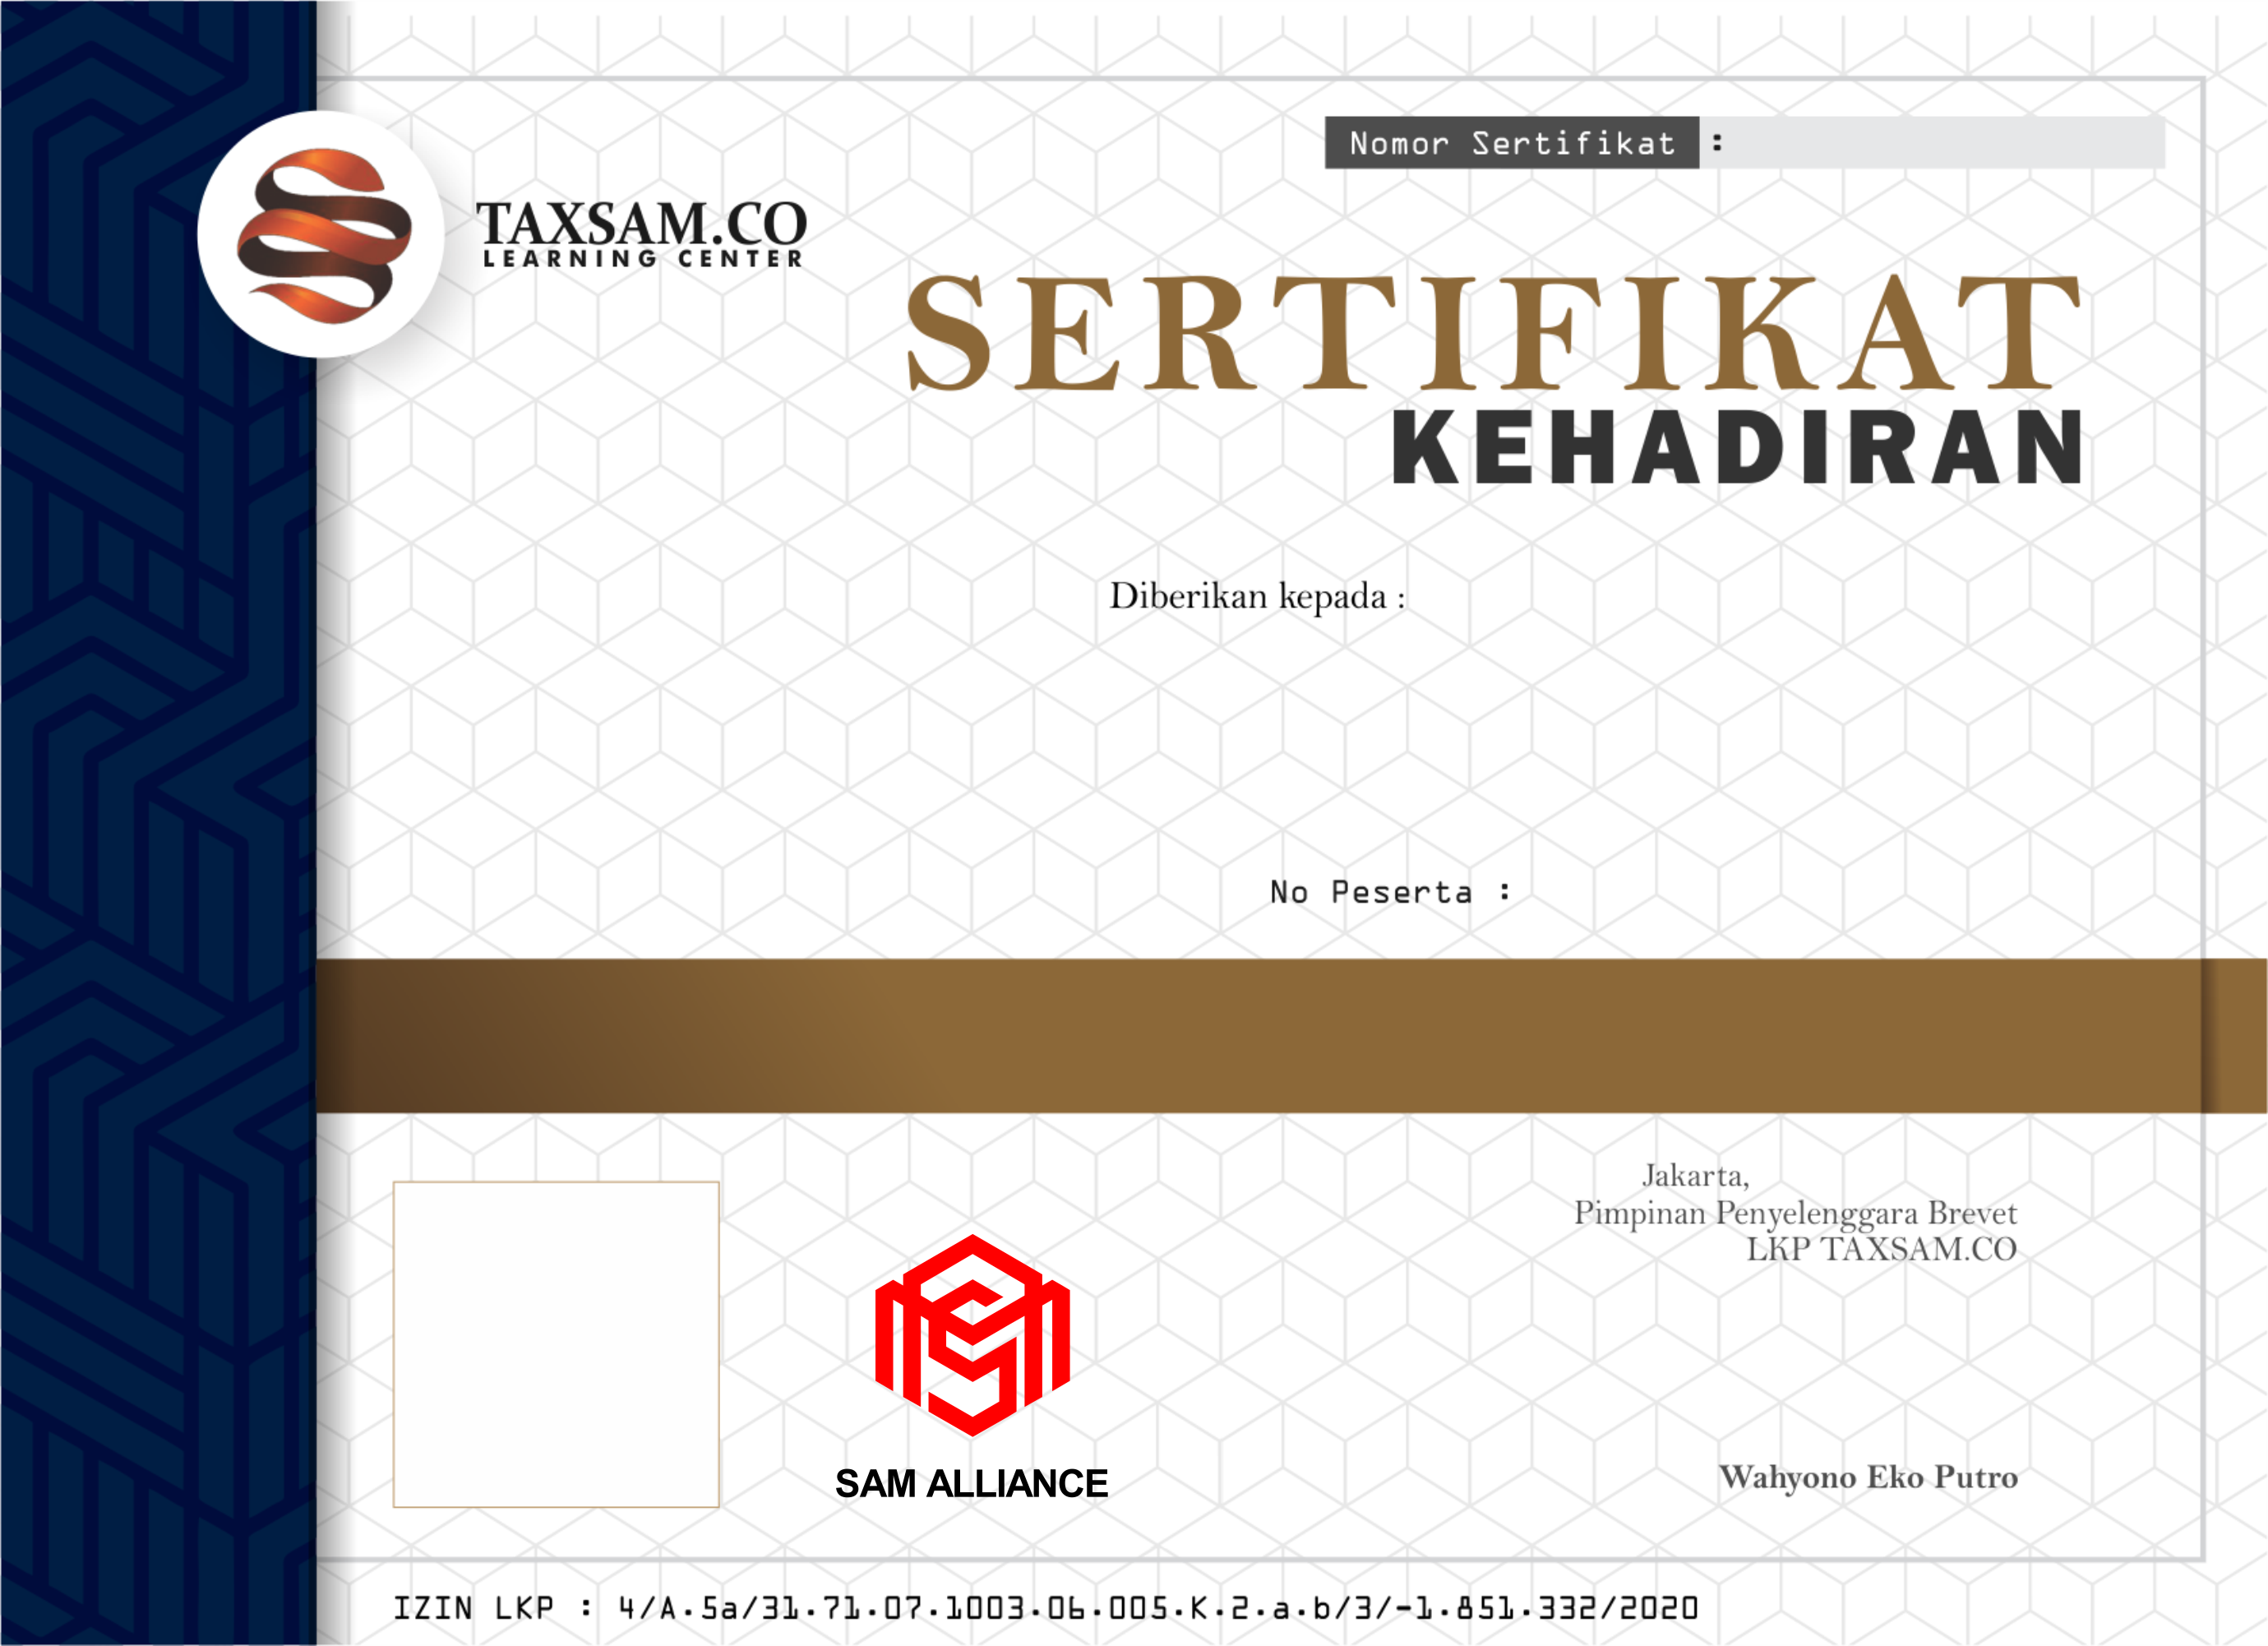 Nomor Sertifikat :
TAXSAM.CO
LEARNING CENTER
SERTIFIKAT
KEHADIRAN
Diberikan kepada :
No Peserta :
Jakarta,
Pimpinan Penyelenggara Brevet
LKP TAXSAM.CO
SAM ALLIANCE
Wahyono Eko Putro
IZIN LKP : 4/A.5a/31.71.07.1003.06.005.K.2.a.b/3/-1.851.332/2020